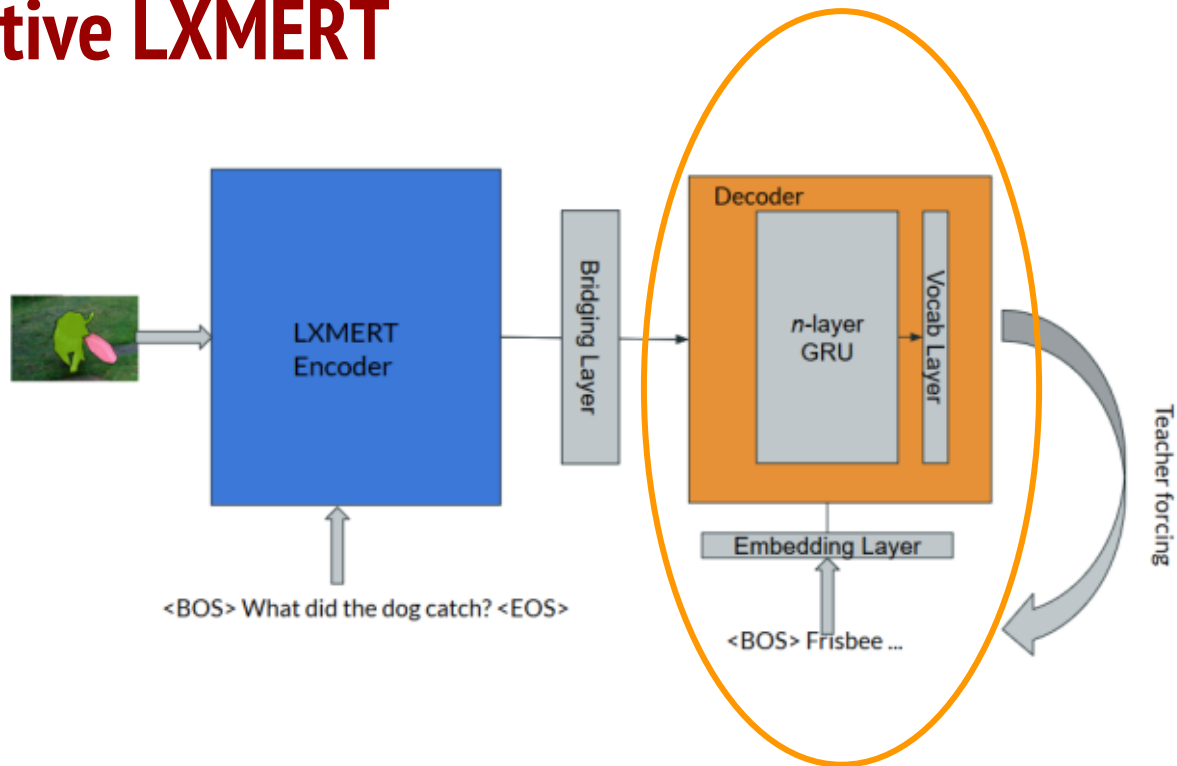 tive LXMERT
LXMERT
Encoder
Bridging Layer
Decoder
n-layer
GRU
Vocab Layer
Embedding Layer
Teacher forcing
<BOS> What did the dog catch? <EOS>
<BOS> Frisbee ...